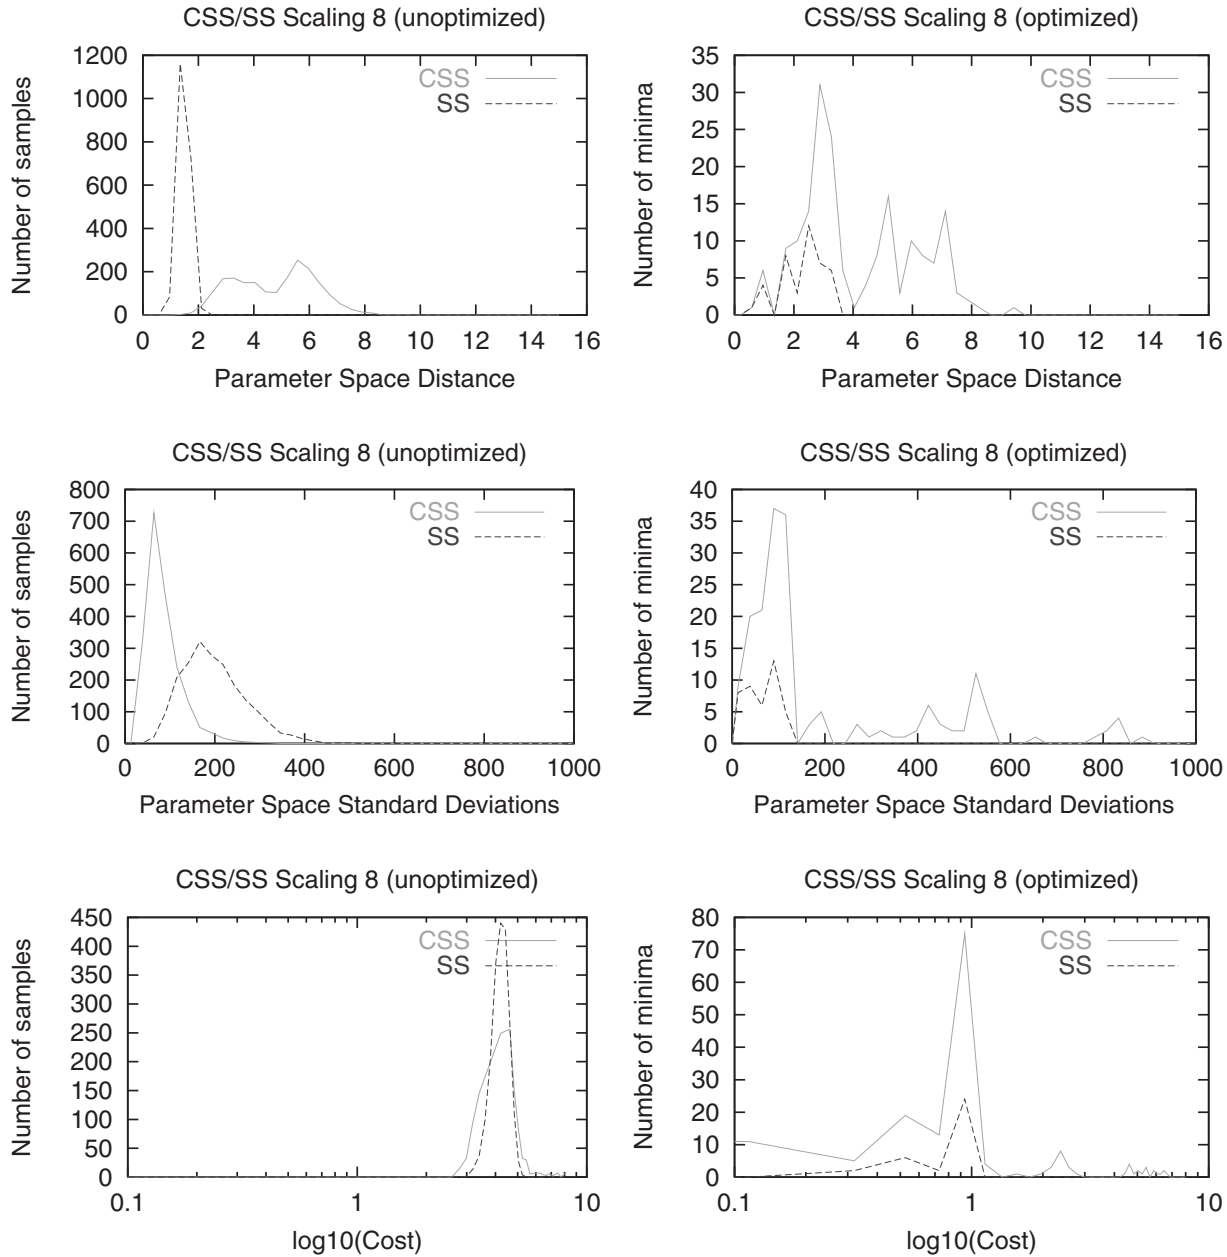 CSS/SS Scaling 8 (unoptimized)
Number of samples
1200
1000
800
600
400
200
0
CSS
SS
0 2 4 6 8 10 12 14 16
Parameter Space Distance
CSS/SS Scaling 8 (optimized)
Number of minima
35
30
25
20
15
10
5
0
CSS
SS
0 2 4 6 8 10 12 14 16
Parameter Space Distance
CSS/SS Scaling 8 (unoptimized)
Number of samples
800
700
600
500
400
300
200
100
0
CSS
SS
0 200 400 600 800 1000
Parameter Space Standard Deviations
CSS/SS Scaling 8 (optimized)
Number of minima
40
35
30
25
20
15
10
5
0
CSS
SS
0 200 400 600 800 1000
Parameter Space Standard Deviations
CSS/SS Scaling 8 (unoptimized)
Number of samples
450
400
350
300
250
200
150
100
50
0
CSS
SS
0.1 1 10
log10(Cost)
CSS/SS Scaling 8 (optimized)
Number of minima
80
70
60
50
40
30
20
10
0
CSS
SS
0.1 1 10
log10(Cost)